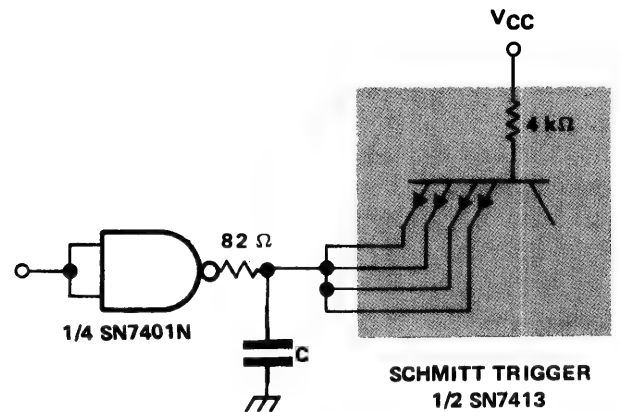 VCC
4 kΩ
82 Ω
1/4 SN7401N
C
SCHMITT TRIGGER
1/2 SN7413